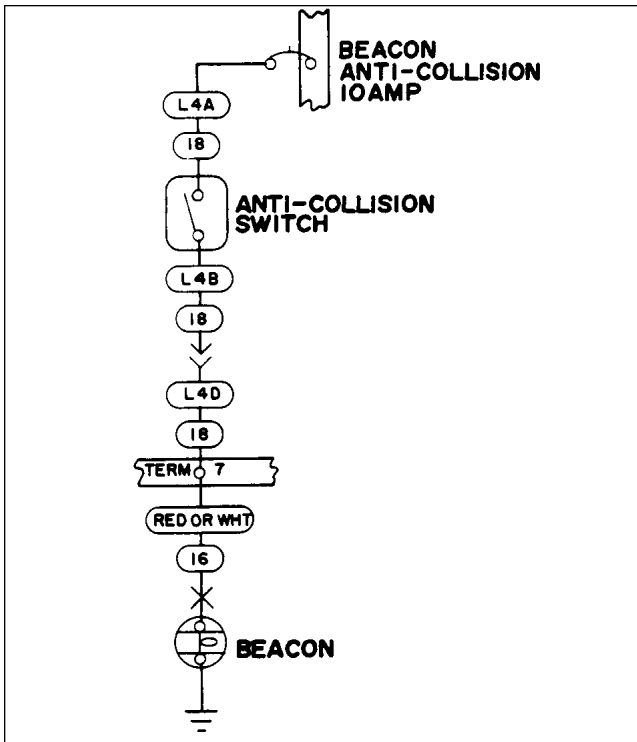 BEACON
ANTI-COLLISION
10AMP
L4A
18
ANTI-COLLISION
SWITCH
L4B
18
L4D
18
TERM 7
RED OR WHT
16
BEACON